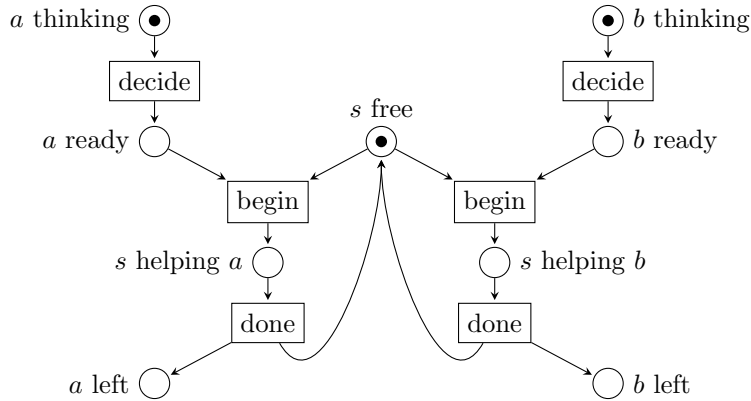 a thinking
b thinking
decide
decide
s free
a ready
b ready
begin
begin
s helping a
s helping b
done
done
a left
b left